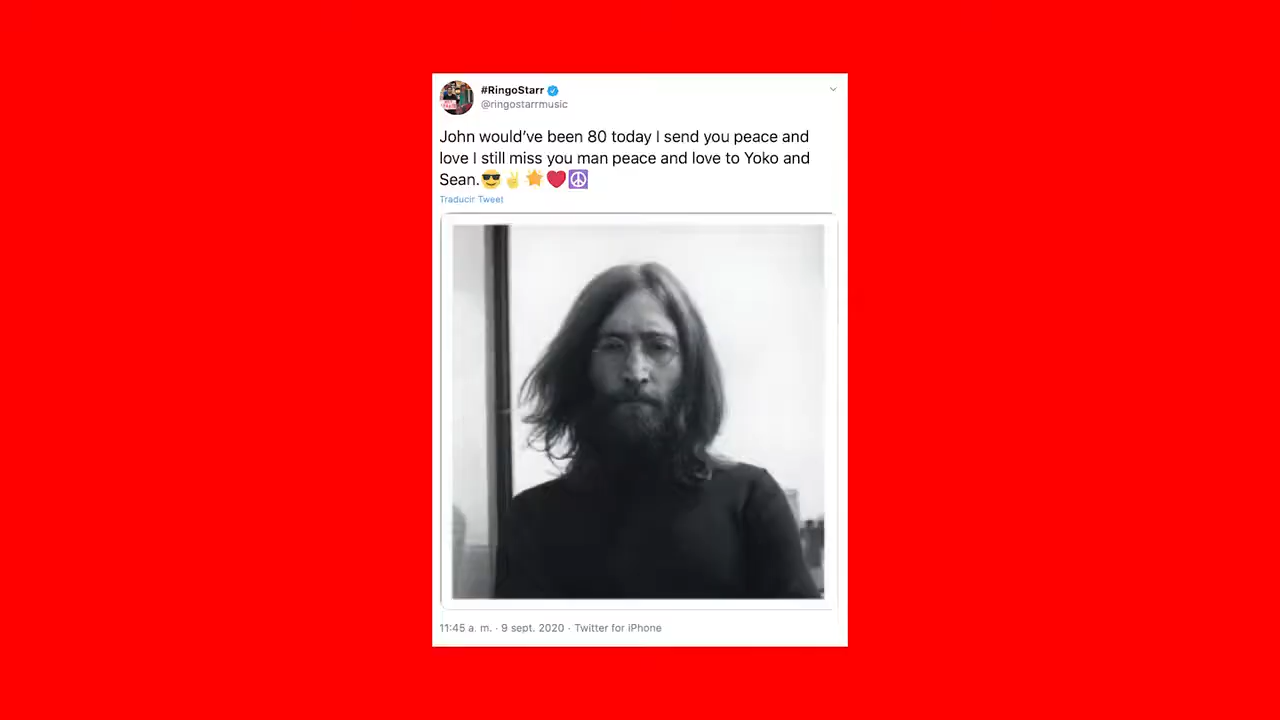 #RingoStarr
@ringostarrmusic
John would’ve been 80 today I send you peace and
love I still miss you man peace and love to Yoko and
Sean.😎✌️🌟❤️☮️
Traducir Tweet
11:45 a. m. · 9 sept. 2020 · Twitter for iPhone